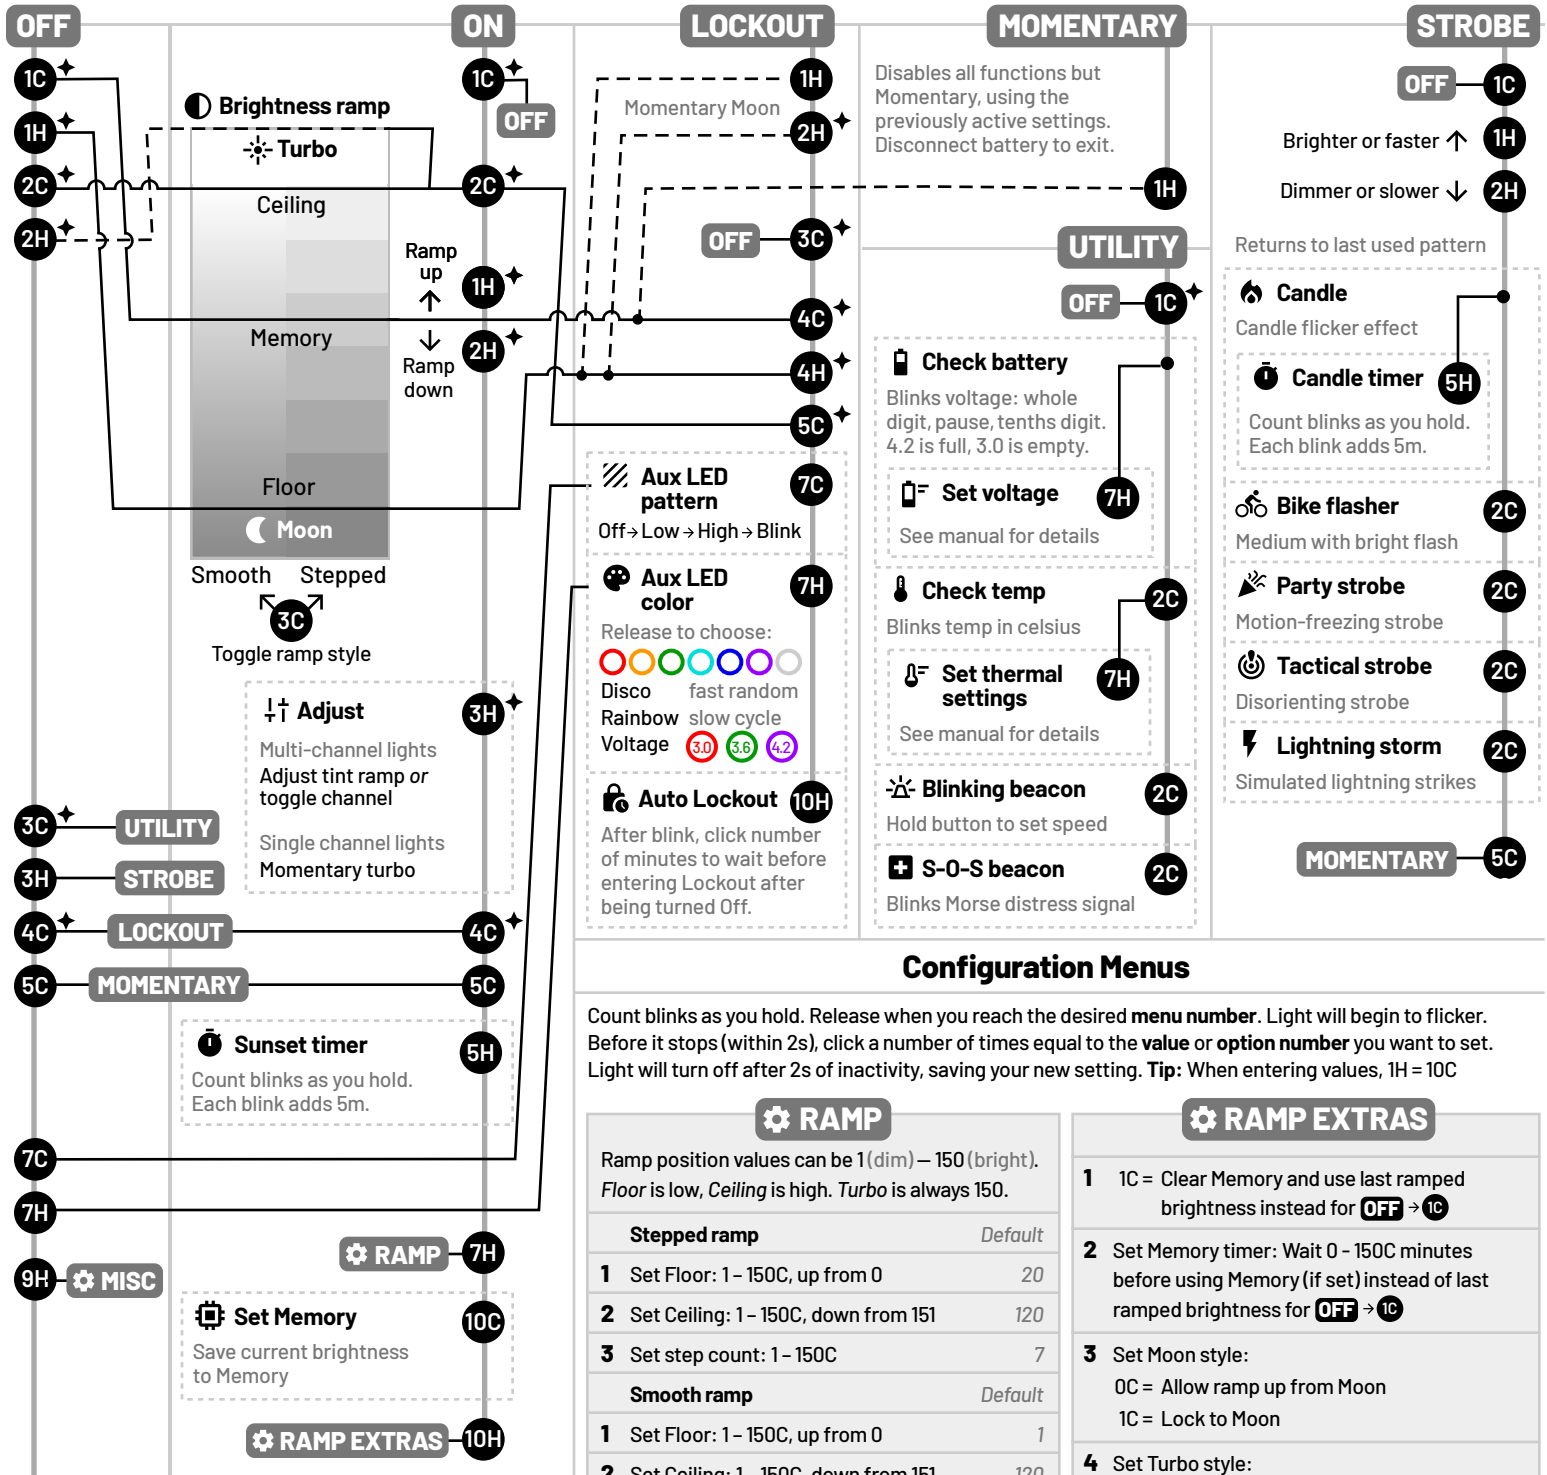 OFF
1C
1H
2C
2H
Brightness ramp
Turbo
Ceiling
Memory
Floor
Moon
Smooth Stepped
3C
Toggle ramp style
ON
1C
OFF
2C
Ramp
up
1H
2H
Ramp
down
Adjust
3H
Multi-channel lights
Adjust tint ramp or
toggle channel
Single channel lights
Momentary turbo
3C UTILITY
3H STROBE
4C LOCKOUT 4C
5C MOMENTARY 5C
Sunset timer
5H
Count blinks as you hold.
Each blink adds 5m.
7C
7H
RAMP 7H
9H MISC
Set Memory
10C
Save current brightness
to Memory
RAMP EXTRAS 10H
LOCKOUT
1H
Momentary Moon
2H
OFF 3C
4C
4H
5C
Aux LED
pattern
7C
Off→Low→High→Blink
Aux LED
color
7H
Release to choose:
Disco fast random
Rainbow slow cycle
Voltage 3.0 3.6 4.2
Auto Lockout 10H
After blink, click number
of minutes to wait before
entering Lockout after
being turned Off.
MOMENTARY
Disables all functions but
Momentary, using the
previously active settings.
Disconnect battery to exit.
1H
UTILITY
OFF 1C
Check battery
Blinks voltage: whole
digit, pause, tenths digit.
4.2 is full, 3.0 is empty.
Set voltage 7H
See manual for details
Check temp 2C
Blinks temp in celsius
Set thermal
settings
7H
See manual for details
Blinking beacon 2C
Hold button to set speed
S-O-S beacon 2C
Blinks Morse distress signal
STROBE
OFF 1C
Brighter or faster ↑ 1H
Dimmer or slower ↓ 2H
Returns to last used pattern
Candle
Candle flicker effect
Candle timer 5H
Count blinks as you hold.
Each blink adds 5m.
Bike flasher 2C
Medium with bright flash
Party strobe 2C
Motion-freezing strobe
Tactical strobe 2C
Disorienting strobe
Lightning storm 2C
Simulated lightning strikes
MOMENTARY 5C
Configuration Menus
Count blinks as you hold. Release when you reach the desired menu number. Light will begin to flicker.
Before it stops (within 2s), click a number of times equal to the value or option number you want to set.
Light will turn off after 2s of inactivity, saving your new setting. Tip: When entering values, 1H = 10C
RAMP
Ramp position values can be 1 (dim) – 150 (bright).
Floor is low, Ceiling is high. Turbo is always 150.
Stepped ramp Default
1 Set Floor: 1 – 150C, up from 0 20
2 Set Ceiling: 1 – 150C, down from 151 120
3 Set step count: 1 – 150C 7
Smooth ramp Default
1 Set Floor: 1 – 150C, up from 0 1
2 Set Ceiling: 1 – 150C, down from 151 120
RAMP EXTRAS
1 1C = Clear Memory and use last ramped
brightness instead for OFF → 1C
2 Set Memory timer: Wait 0 - 150C minutes
before using Memory (if set) instead of last
ramped brightness for OFF → 1C
3 Set Moon style:
0C = Allow ramp up from Moon
1C = Lock to Moon
4 Set Turbo style: